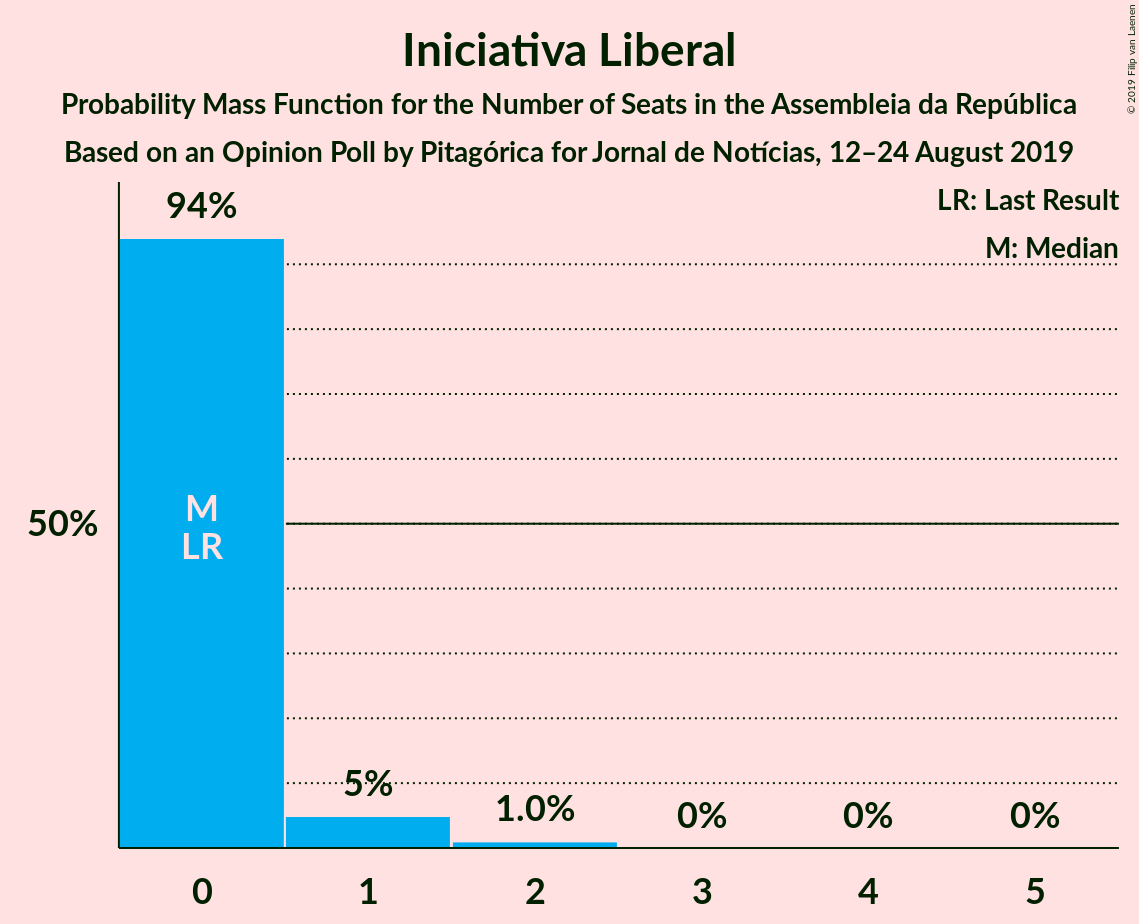 Iniciativa Liberal
Probability Mass Function for the Number of Seats in the Assembleia da República
Based on an Opinion Poll by Pitagórica for Jornal de Notícias, 12–24 August 2019
© 2019 Filip van Laenen
LR: Last Result
M: Median
94%
M
LR
50%
5%
1.0%
0%
0%
0%
0
1
2
3
4
5